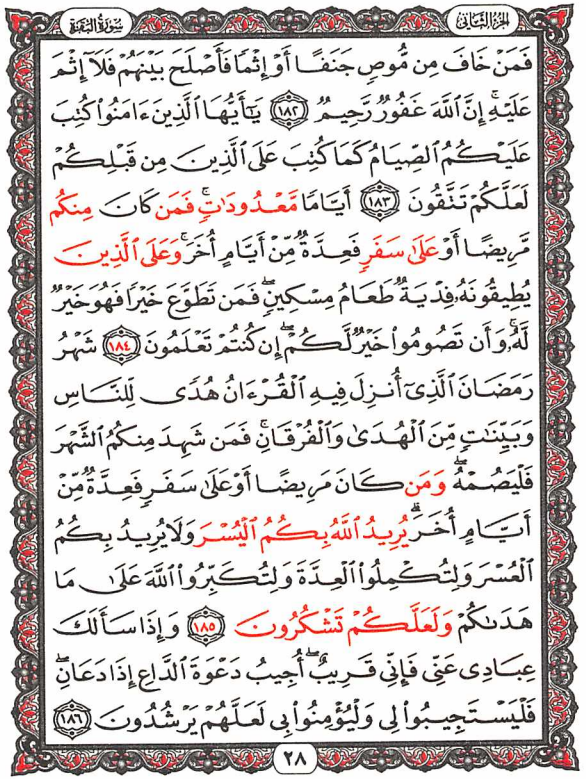 الجزء الثاني
سورة البقرة
فَمَنْ خَافَ مِن مُّوصٍ جَنَفًا أَوْ إِثْمًا فَأَصْلَحَ بَيْنَهُمْ فَلَآ إِثْمَ
عَلَيْهِ ۚ إِنَّ ٱللَّهَ غَفُورٌ رَّحِيمٌ ١٨٢ يَـٰٓأَيُّهَا ٱلَّذِينَ ءَامَنُوا۟ كُتِبَ
عَلَيْكُمُ ٱلصِّيَامُ كَمَا كُتِبَ عَلَى ٱلَّذِينَ مِن قَبْلِكُمْ
لَعَلَّكُمْ تَتَّقُونَ ١٨٣ أَيَّامًا مَّعْدُودَٰتٍ ۚ فَمَن كَانَ مِنكُم
مَّرِيضًا أَوْ عَلَىٰ سَفَرٍ فَعِدَّةٌ مِّنْ أَيَّامٍ أُخَرَ ۚ وَعَلَى ٱلَّذِينَ
يُطِيقُونَهُۥ فِدْيَةٌ طَعَامُ مِسْكِينٍ ۖ فَمَن تَطَوَّعَ خَيْرًا فَهُوَ خَيْرٌ
لَّهُۥ ۚ وَأَن تَصُومُوا۟ خَيْرٌ لَّكُمْ ۖ إِن كُنتُمْ تَعْلَمُونَ ١٨٤ شَهْرُ
رَمَضَانَ ٱلَّذِىٓ أُنزِلَ فِيهِ ٱلْقُرْءَانُ هُدًى لِّلنَّاسِ
وَبَيِّنَـٰتٍ مِّنَ ٱلْهُدَىٰ وَٱلْفُرْقَانِ ۚ فَمَن شَهِدَ مِنكُمُ ٱلشَّهْرَ
فَلْيَصُمْهُ ۖ وَمَن كَانَ مَرِيضًا أَوْ عَلَىٰ سَفَرٍ فَعِدَّةٌ مِّنْ
أَيَّامٍ أُخَرَ ۗ يُرِيدُ ٱللَّهُ بِكُمُ ٱلْيُسْرَ وَلَا يُرِيدُ بِكُمُ
ٱلْعُسْرَ وَلِتُكْمِلُوا۟ ٱلْعِدَّةَ وَلِتُكَبِّرُوا۟ ٱللَّهَ عَلَىٰ مَا
هَدَىٰكُمْ وَلَعَلَّكُمْ تَشْكُرُونَ ١٨٥ وَإِذَا سَأَلَكَ
عِبَادِى عَنِّى فَإِنِّى قَرِيبٌ ۖ أُجِيبُ دَعْوَةَ ٱلدَّاعِ إِذَا دَعَانِ ۖ
فَلْيَسْتَجِيبُوا۟ لِى وَلْيُؤْمِنُوا۟ بِى لَعَلَّهُمْ يَرْشُدُونَ ١٨٦
٢٨